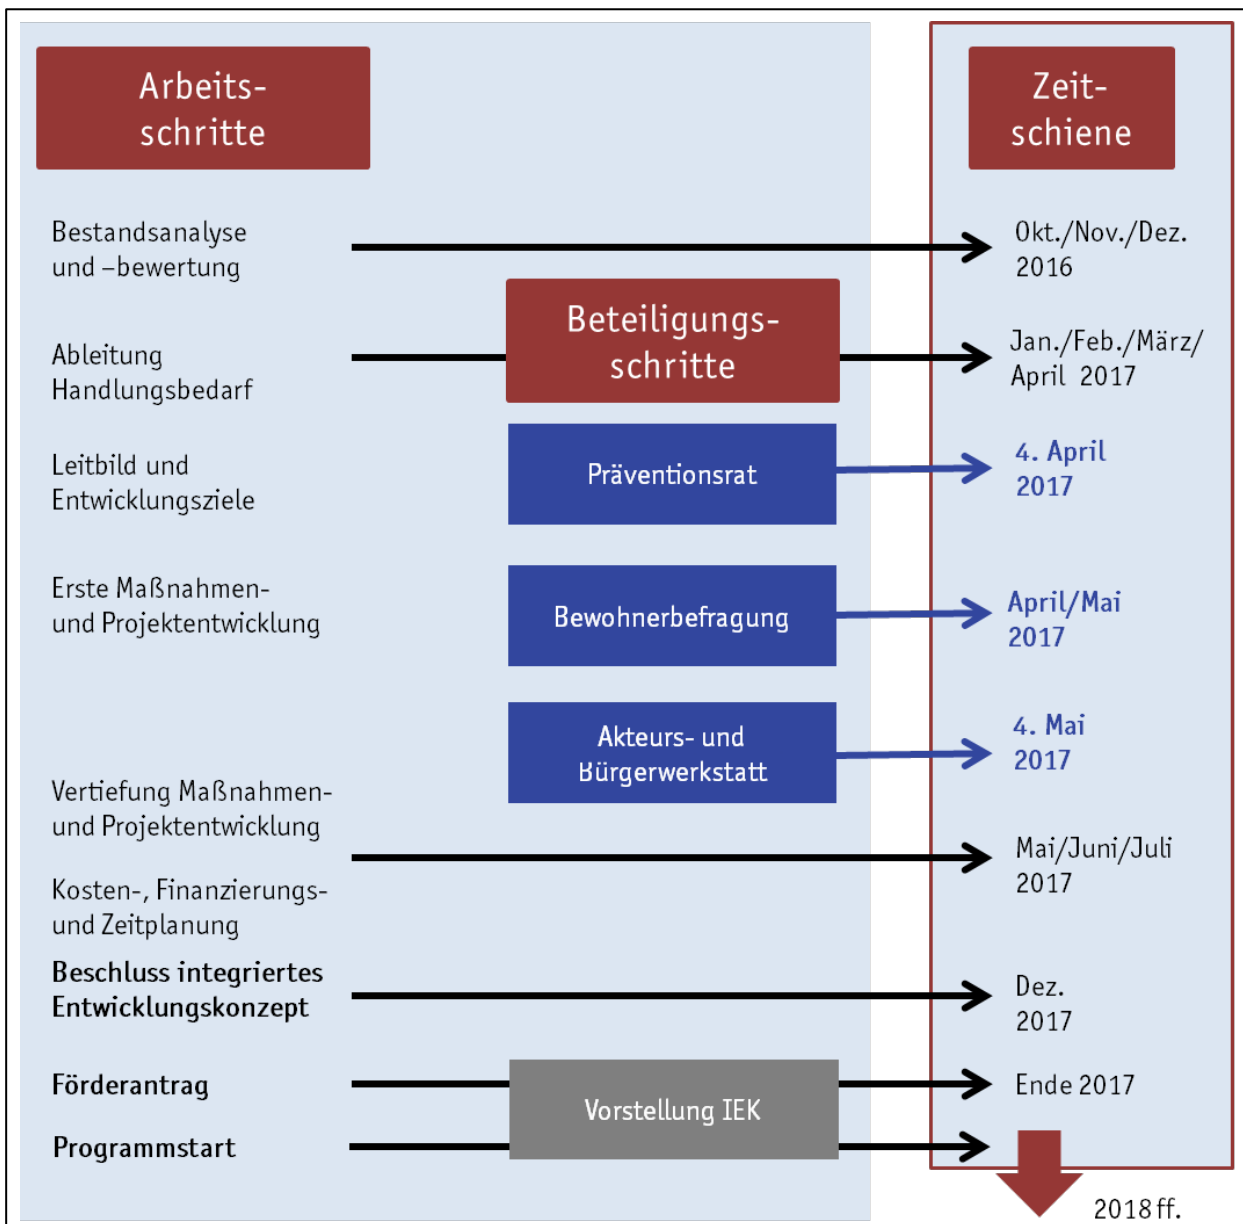 Arbeits-
schritte
Zeit-
schiene
Bestandsanalyse
und –bewertung
Okt./Nov./Dez.
2016
Beteiligungs-
schritte
Ableitung
Handlungsbedarf
Jan./Feb./März/
April 2017
Leitbild und
Entwicklungsziele
Präventionsrat
4. April
2017
Erste Maßnahmen-
und Projektentwicklung
Bewohnerbefragung
April/Mai
2017
Akteurs- und
Bürgerwerkstatt
4. Mai
2017
Vertiefung Maßnahmen-
und Projektentwicklung
Mai/Juni/Juli
2017
Kosten-, Finanzierungs-
und Zeitplanung
Beschluss integriertes
Entwicklungskonzept
Dez.
2017
Förderantrag
Vorstellung IEK
Ende 2017
Programmstart
2018 ff.